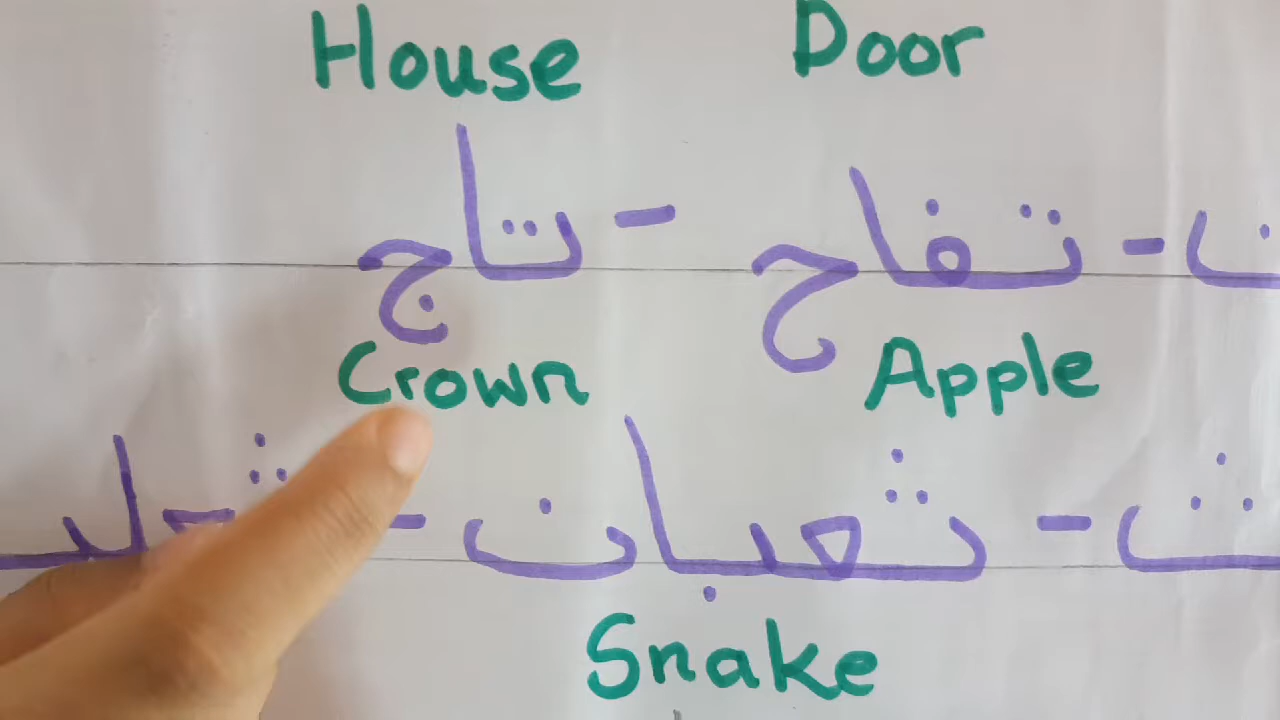 House Door
ت - تفاح - تاج
Crown Apple
ث - ثعبان -
Snake